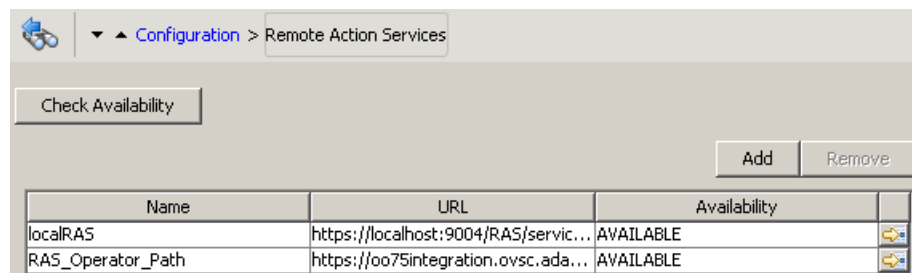 Configuration > Remote Action Services
Check Availability
Add Remove
Name URL Availability
localRAS https://localhost:9004/RAS/servic... AVAILABLE
RAS_Operator_Path https://oo75integration.ovsc.ada... AVAILABLE